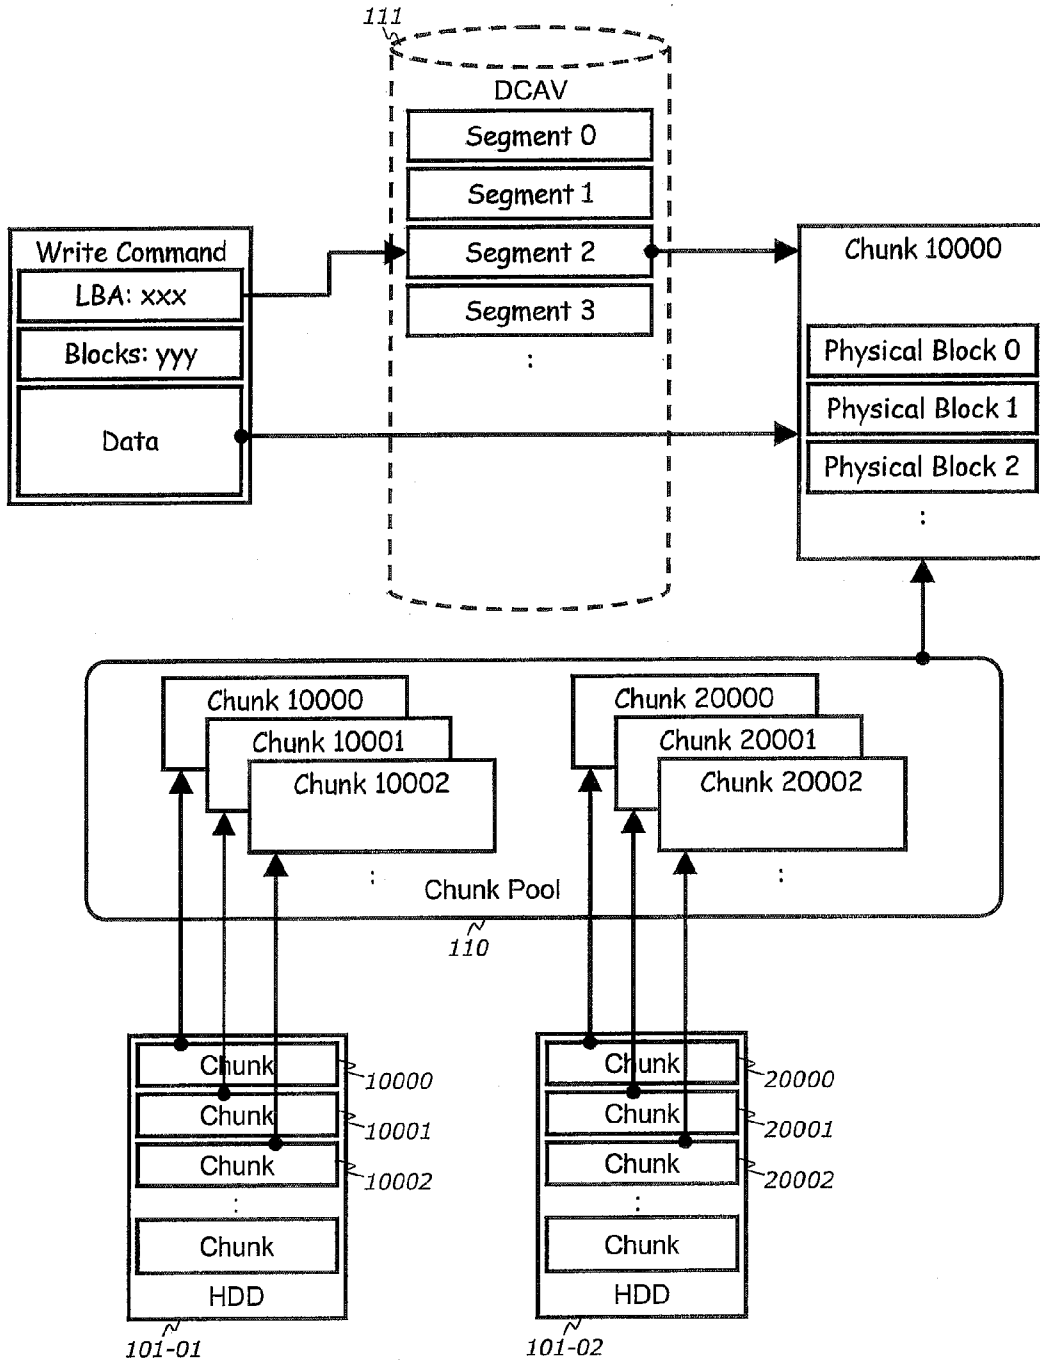 111
DCAV
Segment 0
Segment 1
Segment 2
Segment 3
:
Write Command
LBA: xxx
Blocks: yyy
Data
Chunk 10000
Physical Block 0
Physical Block 1
Physical Block 2
:
Chunk 10000
Chunk 10001
Chunk 10002
:
Chunk 20000
Chunk 20001
Chunk 20002
:
Chunk Pool
110
Chunk
10000
Chunk
10001
Chunk
10002
:
Chunk
HDD
101-01
Chunk
20000
Chunk
20001
Chunk
20002
:
Chunk
HDD
101-02